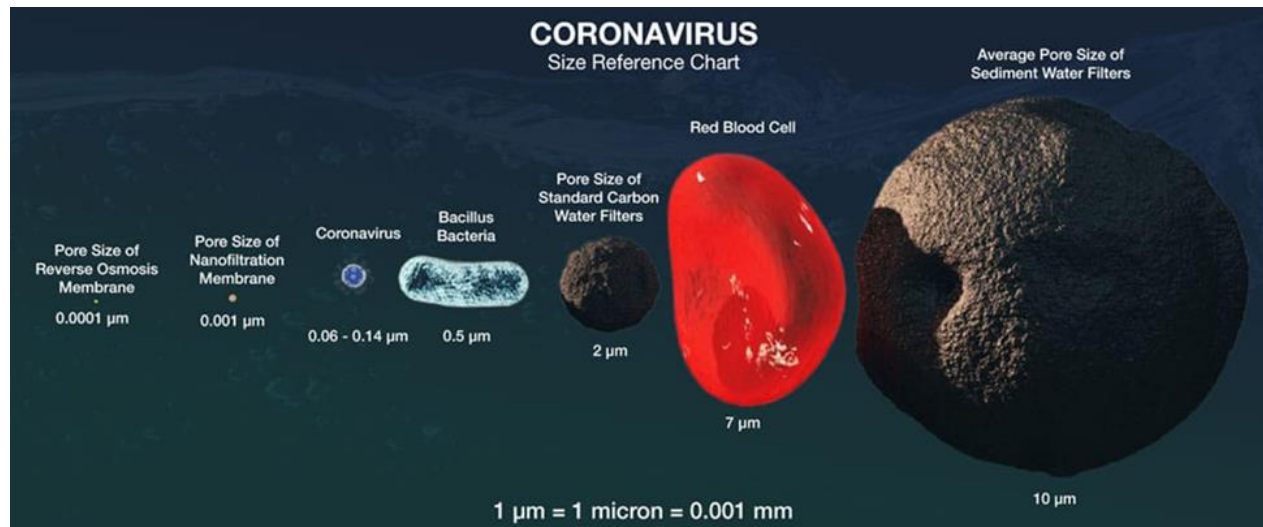 CORONAVIRUS
Size Reference Chart
Pore Size of
Reverse Osmosis
Membrane
0.0001 µm
Pore Size of
Nanofiltration
Membrane
0.001 µm
Coronavirus
0.06 - 0.14 µm
Bacillus
Bacteria
0.5 µm
Pore Size of
Standard Carbon
Water Filters
2 µm
Red Blood Cell
7 µm
Average Pore Size of
Sediment Water Filters
10 µm
1 µm = 1 micron = 0.001 mm